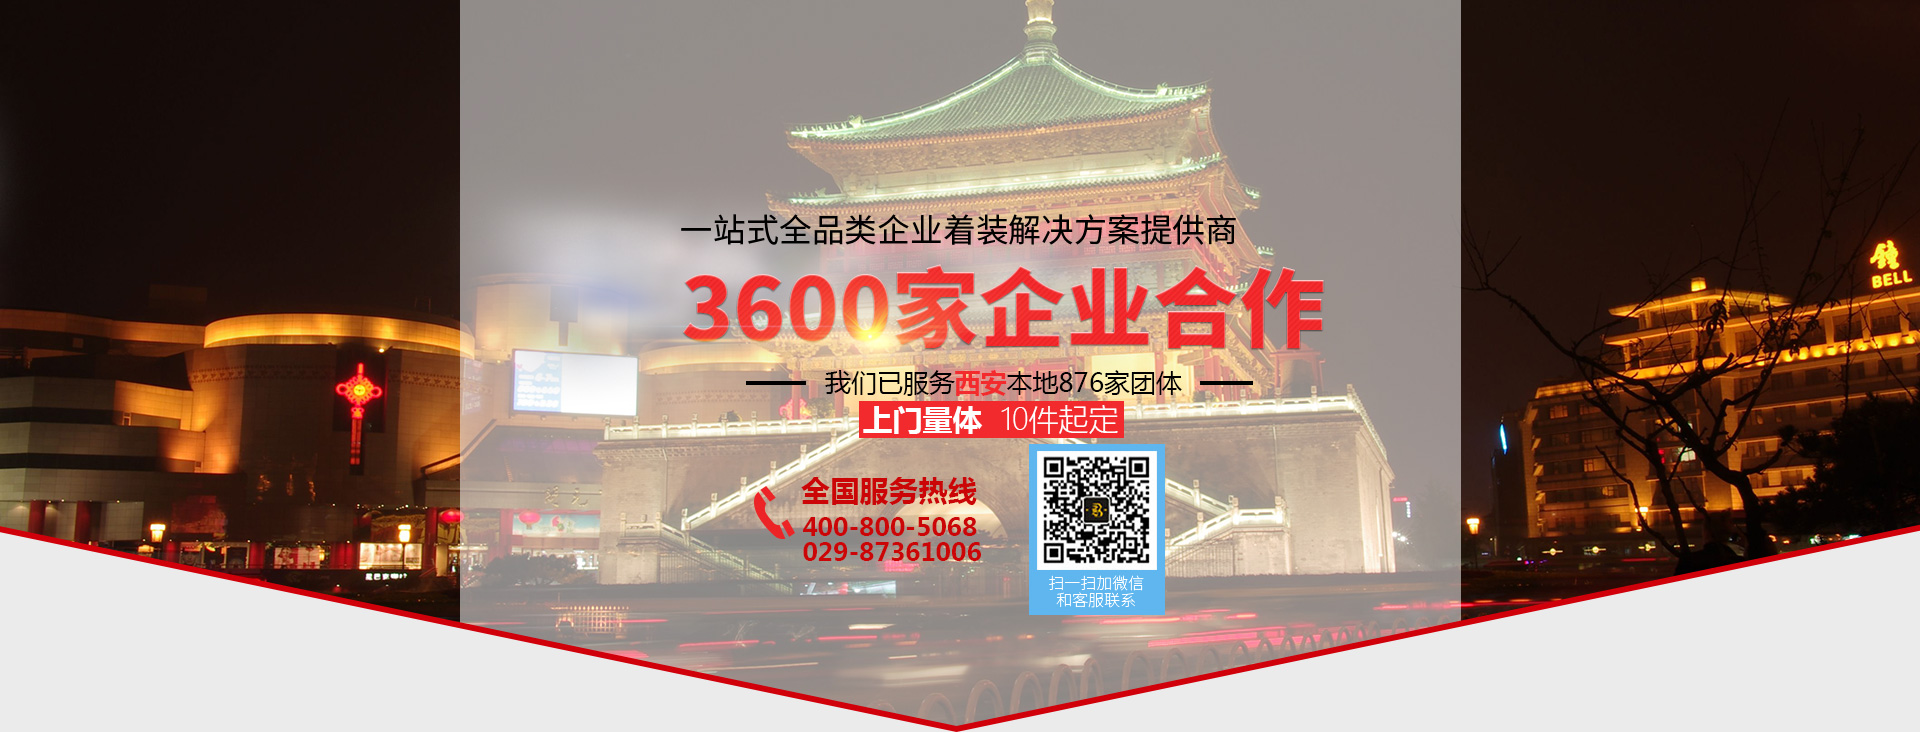 一站式全品类企业着装解决方案提供商
3600家企业合作
我们已服务西安本地876家团体
上门量体 10件起定
全国服务热线
400-800-5068
029-87361006
扫一扫加微信
和客服联系
鐘
BELL